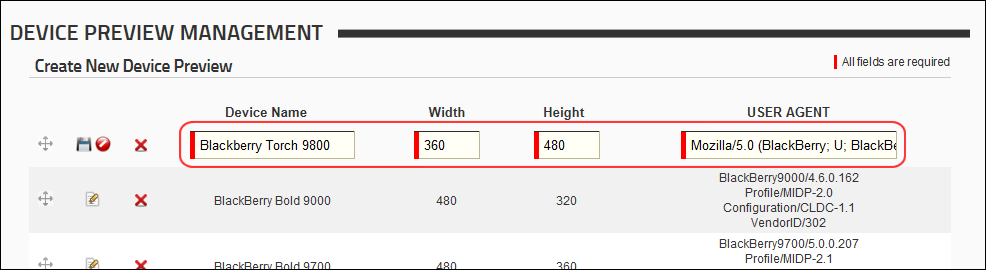 DEVICE PREVIEW MANAGEMENT
Create New Device Preview
All fields are required
Device Name Width Height USER AGENT
Blackberry Torch 9800 360 480 Mozilla/5.0 (BlackBerry; U; BlackBe
BlackBerry9000/4.6.0.162
Profile/MIDP-2.0
BlackBerry Bold 9000 480 320
Configuration/CLDC-1.1
VendorID/302
BlackBerry9700/5.0.0.207
Profile/MIDP-2.1
BlackBerry Bold 9700 480 360